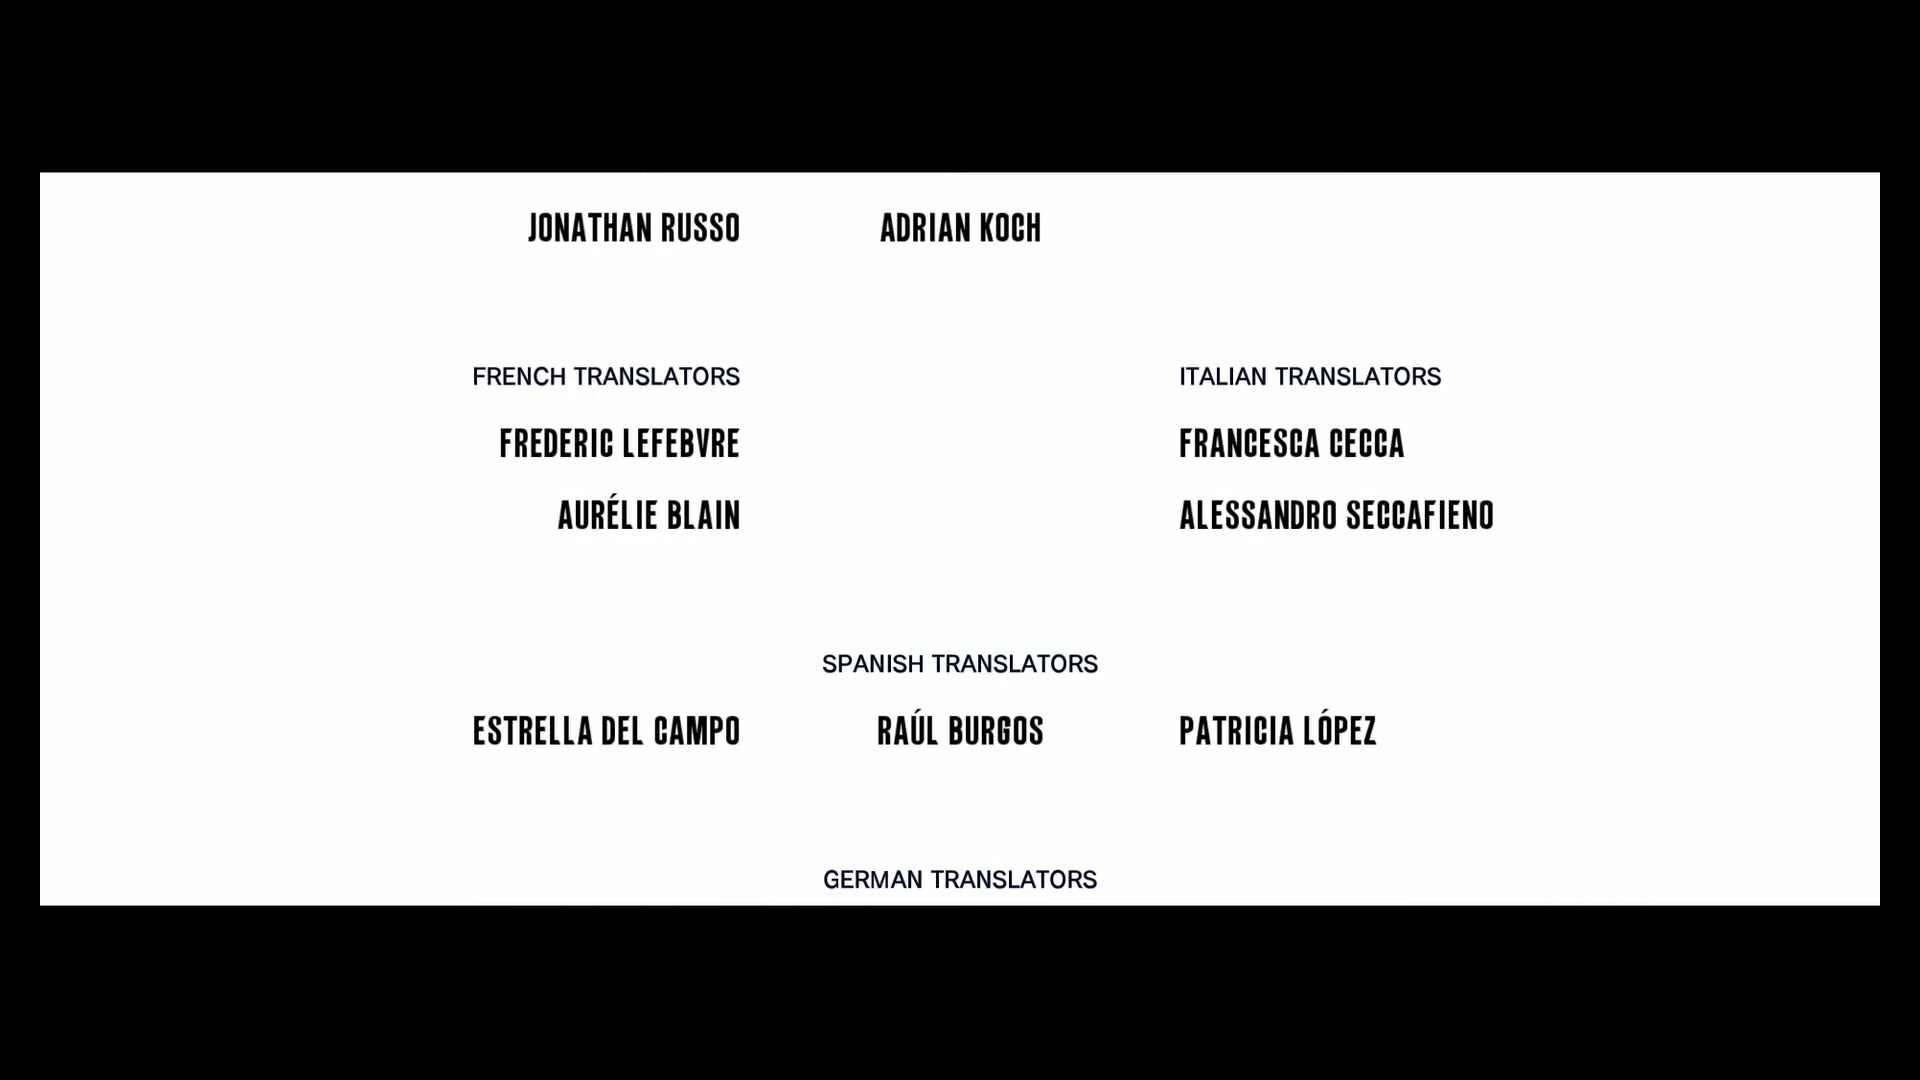 JONATHAN RUSSO ADRIAN KOCH
FRENCH TRANSLATORS
FREDERIC LEFEBVRE
AURÉLIE BLAIN
ITALIAN TRANSLATORS
FRANCESCA CECCA
ALESSANDRO SECCAFIENO
SPANISH TRANSLATORS
ESTRELLA DEL CAMPO RAÚL BURGOS PATRICIA LÓPEZ
GERMAN TRANSLATORS